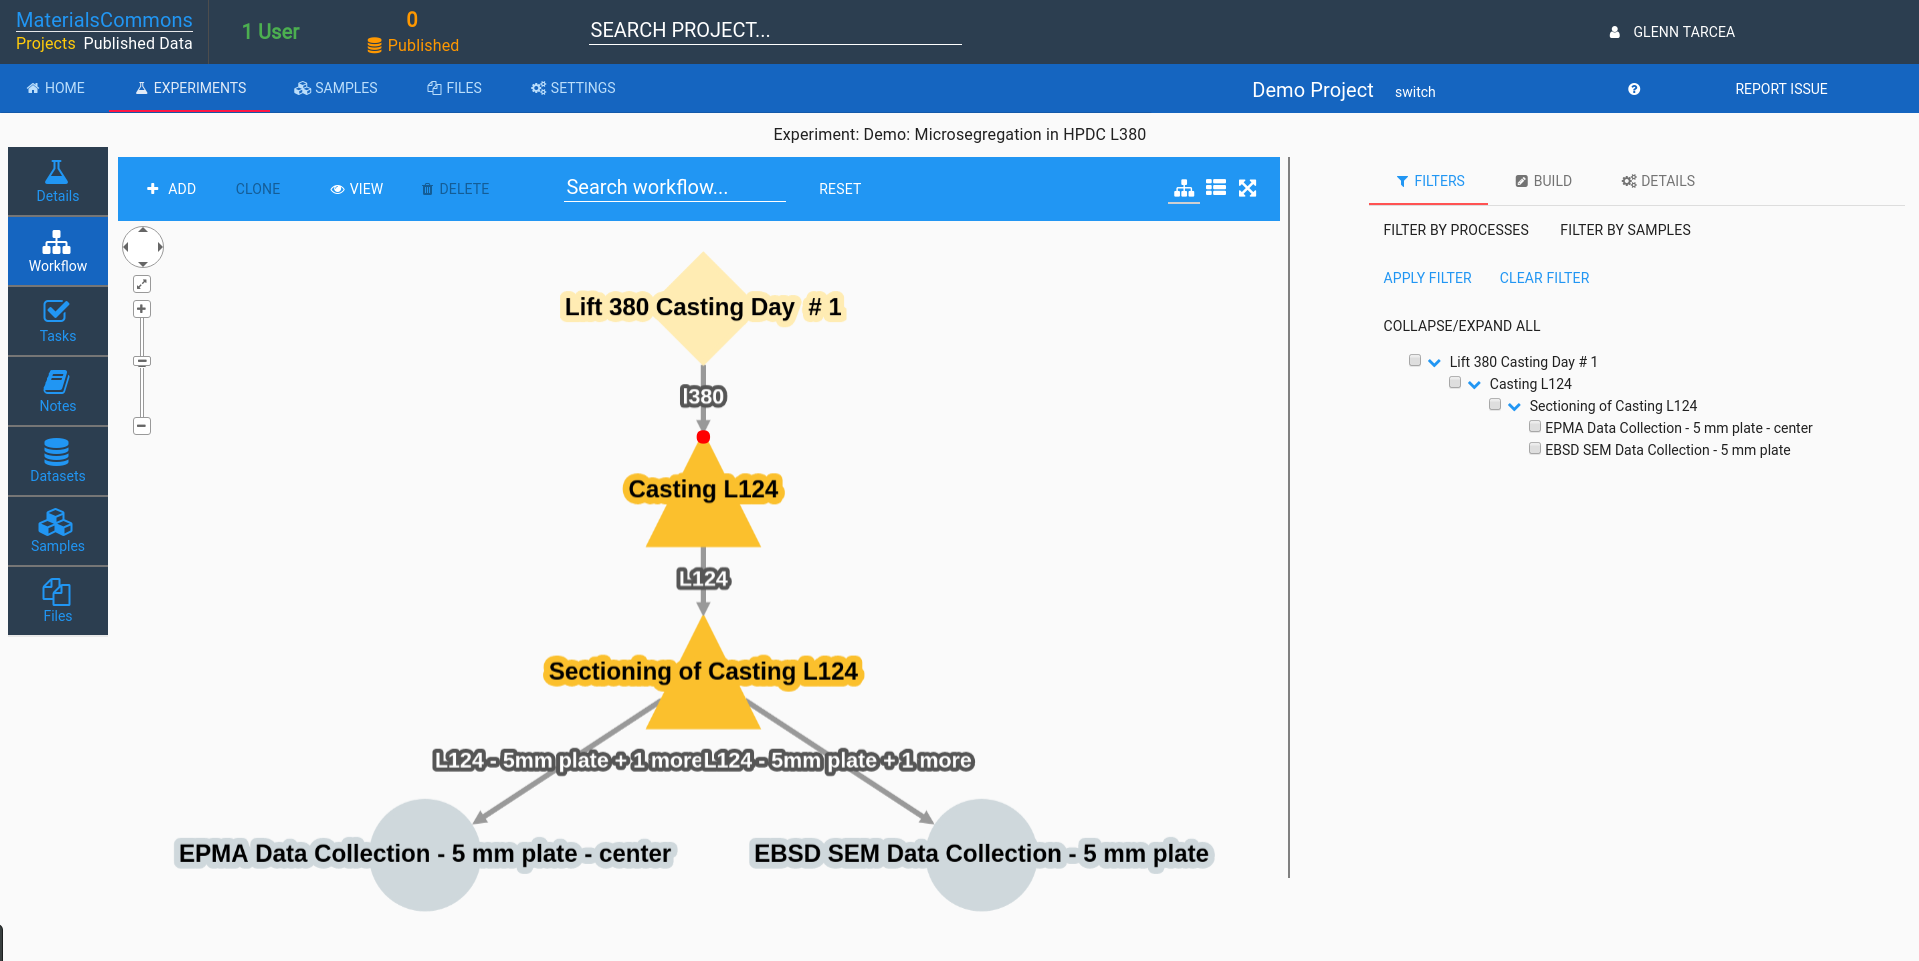 MaterialsCommons
Projects Published Data
1 User
0
Published
SEARCH PROJECT...
GLENN TARCEA
HOME EXPERIMENTS SAMPLES FILES SETTINGS Demo Project switch REPORT ISSUE
Experiment: Demo: Microsegregation in HPDC L380
Details
Workflow
Tasks
Notes
Datasets
Samples
Files
ADD CLONE VIEW DELETE Search workflow... RESET
Lift 380 Casting Day # 1
l380
Casting L124
L124
Sectioning of Casting L124
L124 - 5mm plate + 1 more L124 - 5mm plate + 1 more
EPMA Data Collection - 5 mm plate - center EBSD SEM Data Collection - 5 mm plate
FILTERS BUILD DETAILS
FILTER BY PROCESSES FILTER BY SAMPLES
APPLY FILTER CLEAR FILTER
COLLAPSE/EXPAND ALL
Lift 380 Casting Day # 1
Casting L124
Sectioning of Casting L124
EPMA Data Collection - 5 mm plate - center
EBSD SEM Data Collection - 5 mm plate